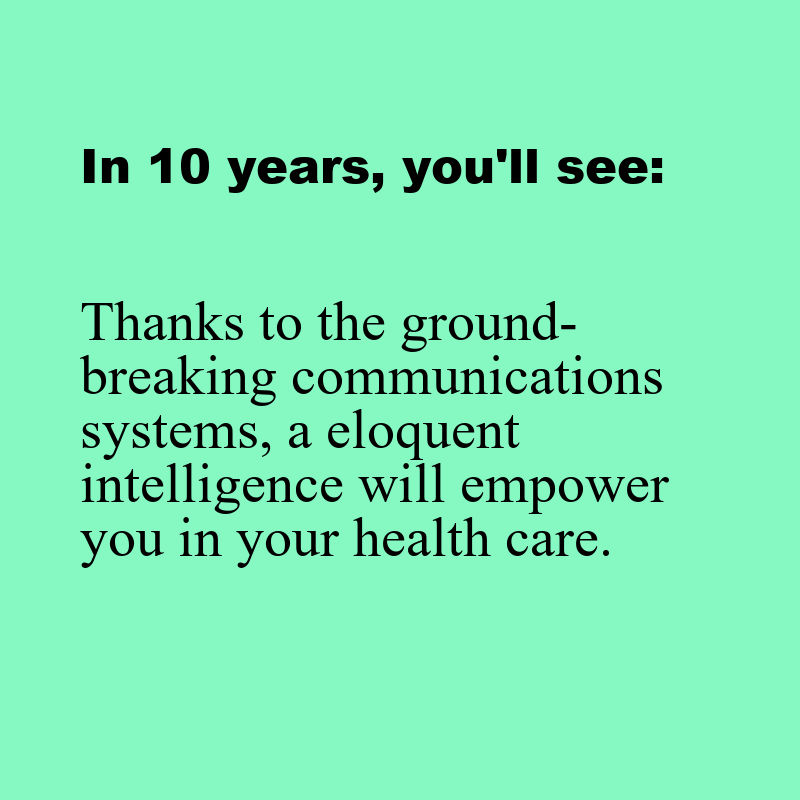 In 10 years, you'll see:
Thanks to the ground-
breaking communications
systems, a eloquent
intelligence will empower
you in your health care.